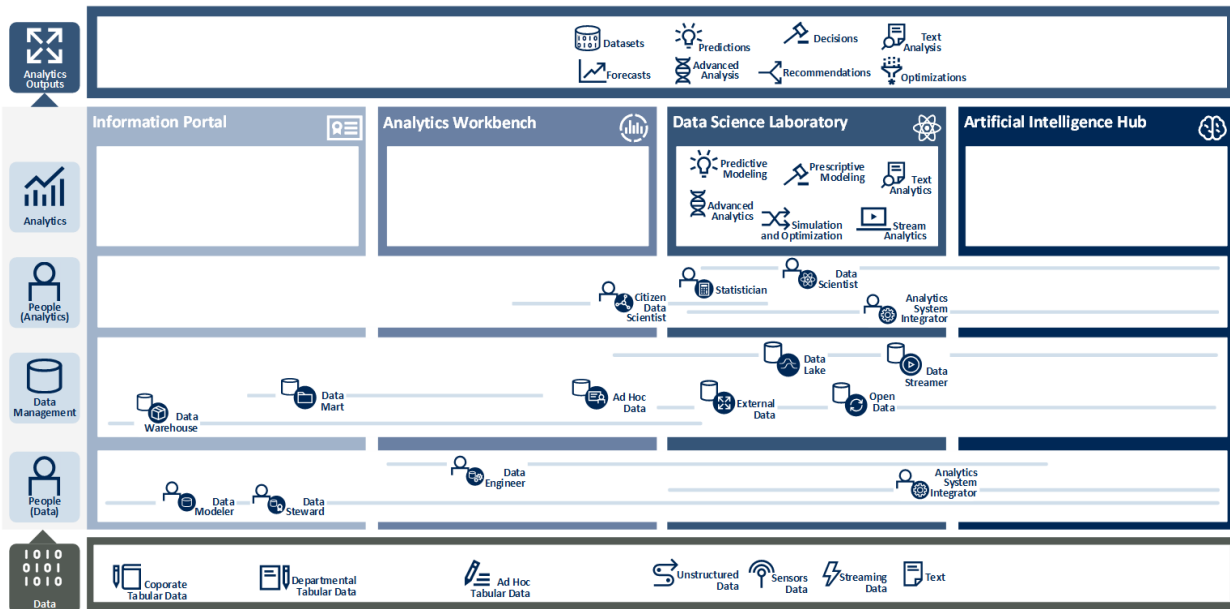 Analytics
Outputs
Datasets
Predictions
Decisions
Text
Analysis
Forecasts
Advanced
Analysis
Recommendations
Optimizations
Information Portal
Analytics Workbench
Data Science Laboratory
Artificial Intelligence Hub
Analytics
Predictive
Modeling
Prescriptive
Modeling
Text
Analytics
Advanced
Analytics
Simulation
and Optimization
Stream
Analytics
People
(Analytics)
Citizen
Data
Scientist
Statistician
Data
Scientist
Analytics
System
Integrator
Data
Management
Data
Warehouse
Data
Mart
Ad Hoc
Data
External
Data
Data
Lake
Open
Data
Data
Streamer
People
(Data)
Data
Modeler
Data
Steward
Data
Engineer
Analytics
System
Integrator
1010
0101
1010
Data
Coporate
Tabular Data
Departmental
Tabular Data
Ad Hoc
Tabular Data
Unstructured
Data
Sensors
Data
Streaming
Data
Text